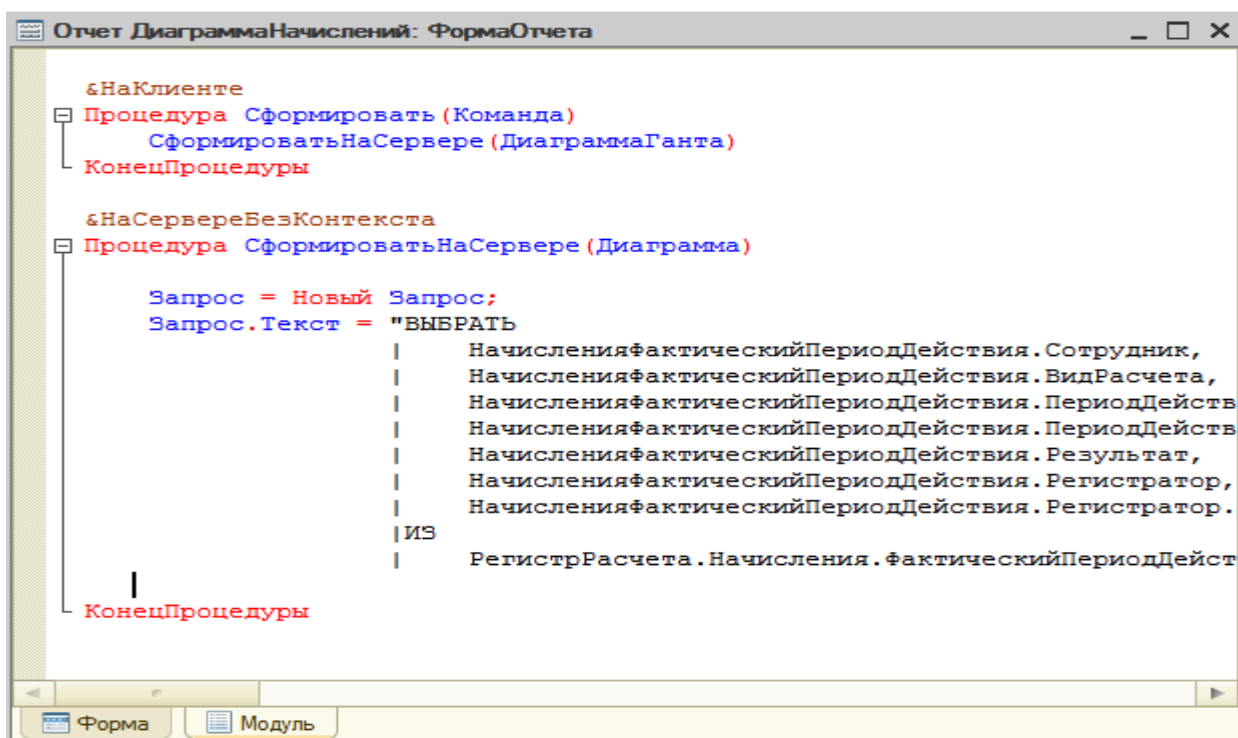 Отчет ДиаграммаНачислений: ФормаОтчета
&НаКлиенте
Процедура Сформировать(Команда)
СформироватьНаСервере(ДиаграммаГанта)
КонецПроцедуры
&НаСервереБезКонтекста
Процедура СформироватьНаСервере(Диаграмма)
Запрос = Новый Запрос;
Запрос.Текст = "ВЫБРАТЬ
| НачисленияФактическийПериодДействия.Сотрудник,
| НачисленияФактическийПериодДействия.ВидРасчета,
| НачисленияФактическийПериодДействия.ПериодДейств
| НачисленияФактическийПериодДействия.ПериодДейств
| НачисленияФактическийПериодДействия.Результат,
| НачисленияФактическийПериодДействия.Регистратор,
| НачисленияФактическийПериодДействия.Регистратор.
|ИЗ
| РегистрРасчета.Начисления.ФактическийПериодДейст
КонецПроцедуры
Форма Модуль